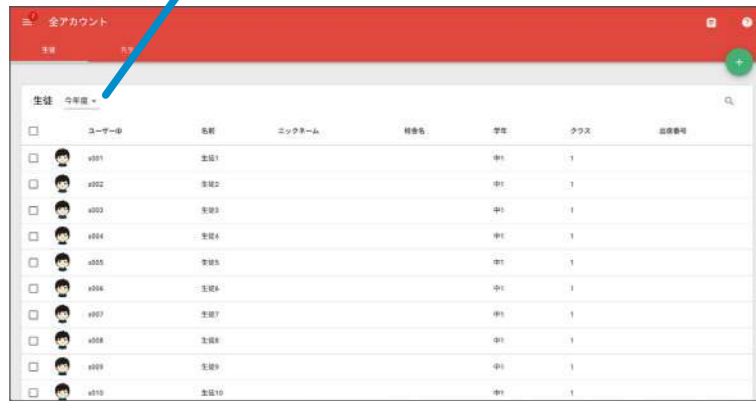 7
全アカウント
生徒
生徒 今年度
ユーザーID 名前 ニックネーム 校舎名 学年 クラス 出席番号
s001 生徒1 中1 1
s002 生徒2 中1 1
s003 生徒3 中1 1
s004 生徒4 中1 1
s005 生徒5 中1 1
s006 生徒6 中1 1
s007 生徒7 中1 1
s008 生徒8 中1 1
s009 生徒9 中1 1
s010 生徒10 中1 1